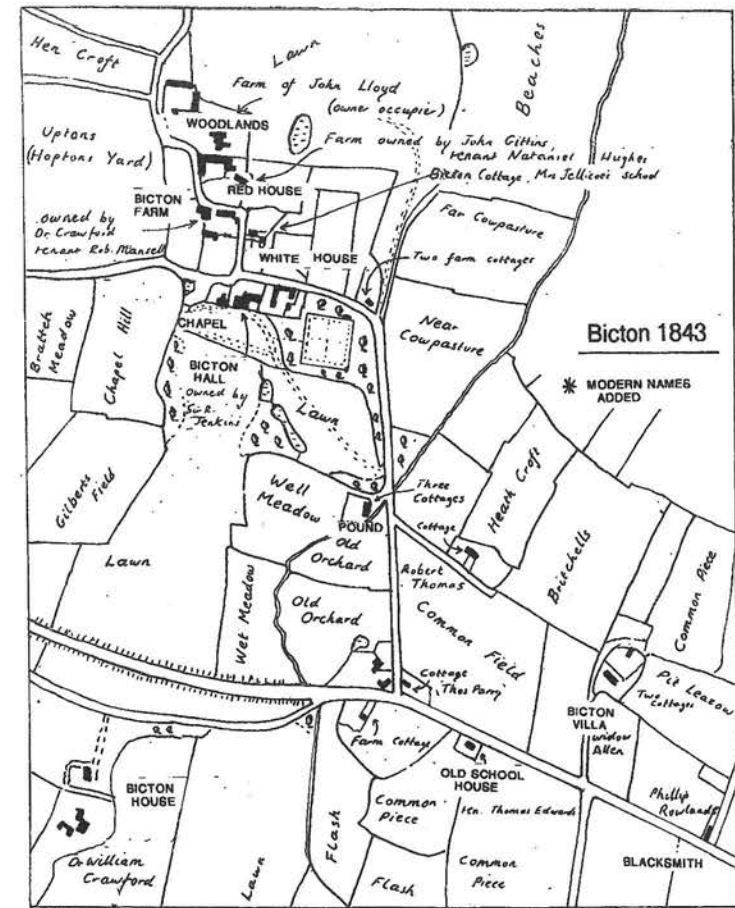 Hen Croft
Lawn
Farm of John Lloyd
(owner occupier)
Beaches
WOODLANDS
Uptons
(Hoptons Yard)
Farm owned by John Gittins,
tenant Nataniel Hughes
Bicton Cottage, Mrs Jellicoe's school
RED HOUSE
BICTON
FARM
owned by
Dr Crawford
tenant Rob. Mansell
Far Cowpasture
WHITE HOUSE
Two farm cottages
Brattch
Meadow
Chapel Hill
CHAPEL
Near
Cowpasture
Bicton 1843
BICTON
HALL
owned by
Sir R.
Jenkins
Lawn
✳ MODERN NAMES
ADDED
Gilberts
Field
Well
Meadow
Three
Cottages
POUND
Heath Croft
Cottage
Old
Orchard
Lawn
Robert
Thomas
Britchells
Common Piece
Wet Meadow
Old
Orchard
Common Field
Cottage
Thos Parry
Pit Leasow
Two
Cottages
BICTON
VILLA
widow
Allen
Farm Cottage
OLD SCHOOL
HOUSE
BICTON
HOUSE
Common
Piece
Hn. Thomas Edwards
Phillip
Rowlands
Flash
Dr William
Crawford
Lawn
Flash
Common
Piece
BLACKSMITH